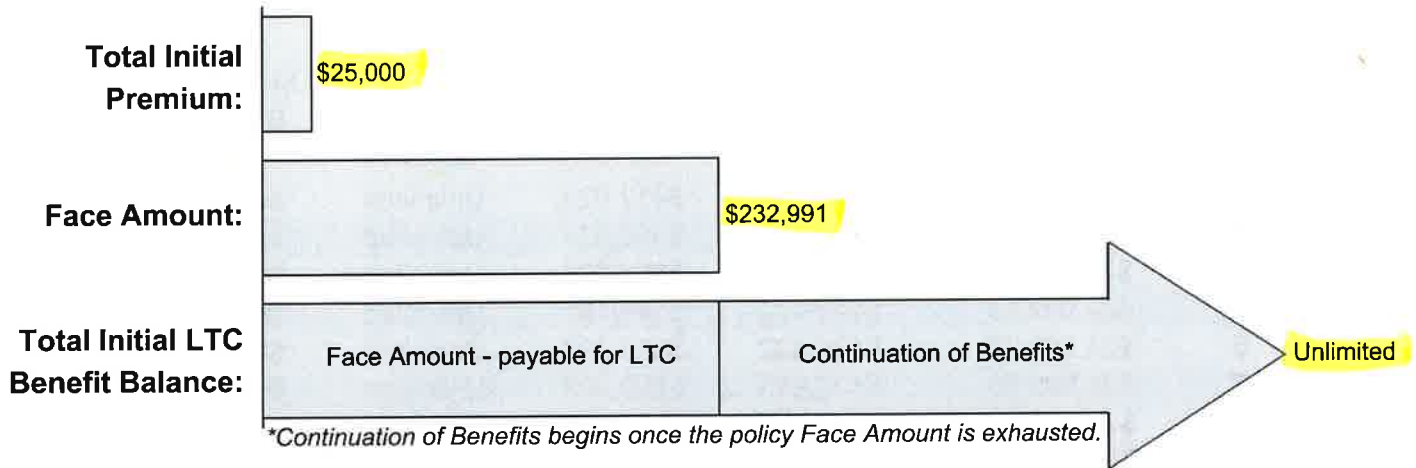 Total Initial
Premium:
$25,000
Face Amount:
$232,991
Total Initial LTC
Benefit Balance:
Face Amount - payable for LTC
Continuation of Benefits*
Unlimited
*Continuation of Benefits begins once the policy Face Amount is exhausted.